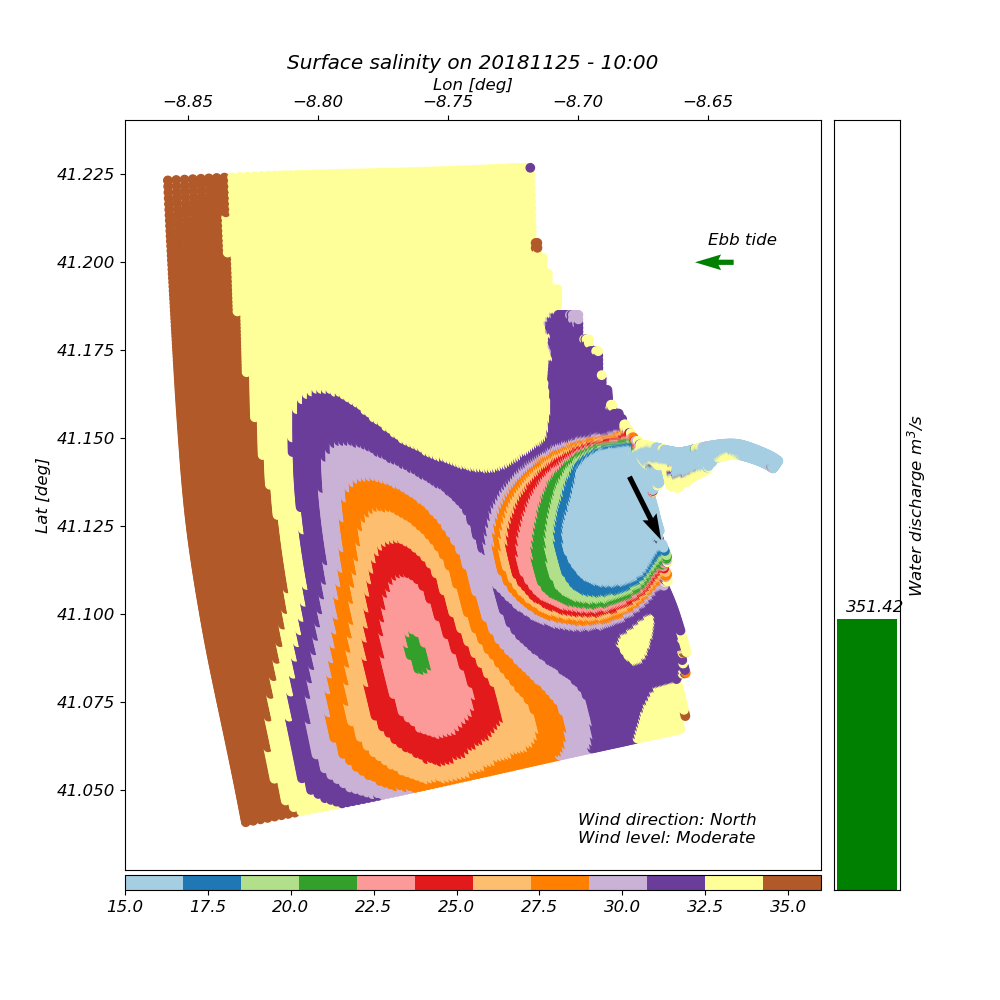 Surface salinity on 20181125 - 10:00
Lon [deg]
−8.85 −8.80 −8.75 −8.70 −8.65
41.225
41.200
41.175
41.150
41.125
41.100
41.075
41.050
Lat [deg]
Ebb tide
Wind direction: North
Wind level: Moderate
351.42
Water discharge m³/s
15.0 17.5 20.0 22.5 25.0 27.5 30.0 32.5 35.0